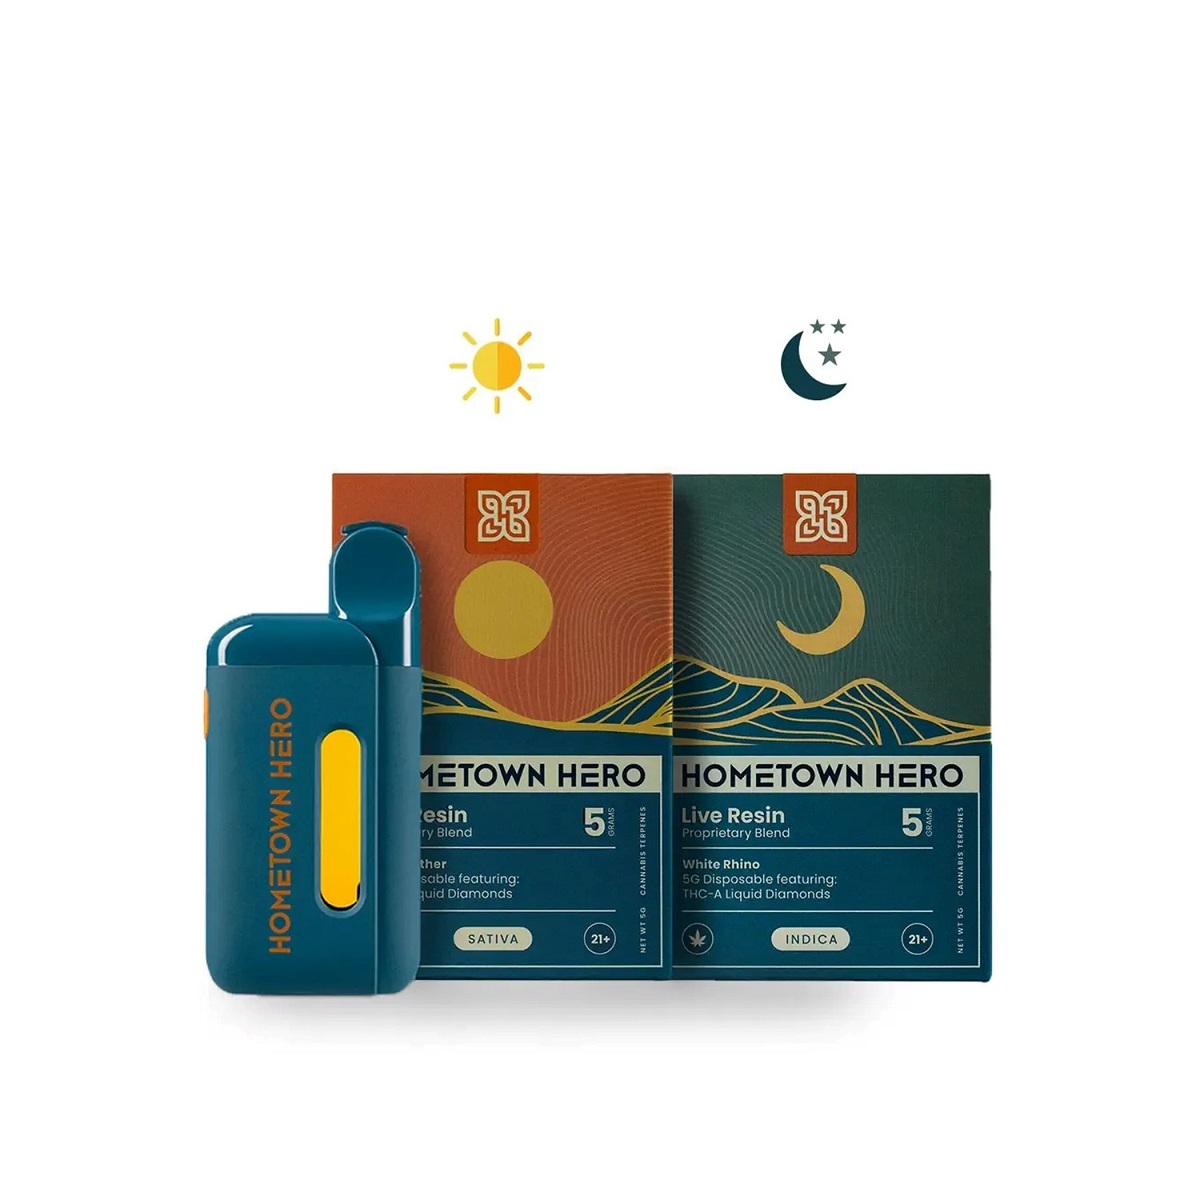 HOMETOWN HERO
METOWN HERO
Resin
ry Blend
5
GRAMS
ther
sable featuring:
quid Diamonds
SATIVA
21+
NET WT 5G
CANNABIS TERPENES
HOMETOWN HERO
Live Resin
Proprietary Blend
5
GRAMS
White Rhino
5G Disposable featuring:
THC-A Liquid Diamonds
INDICA
21+
NET WT 5G
CANNABIS TERPENES